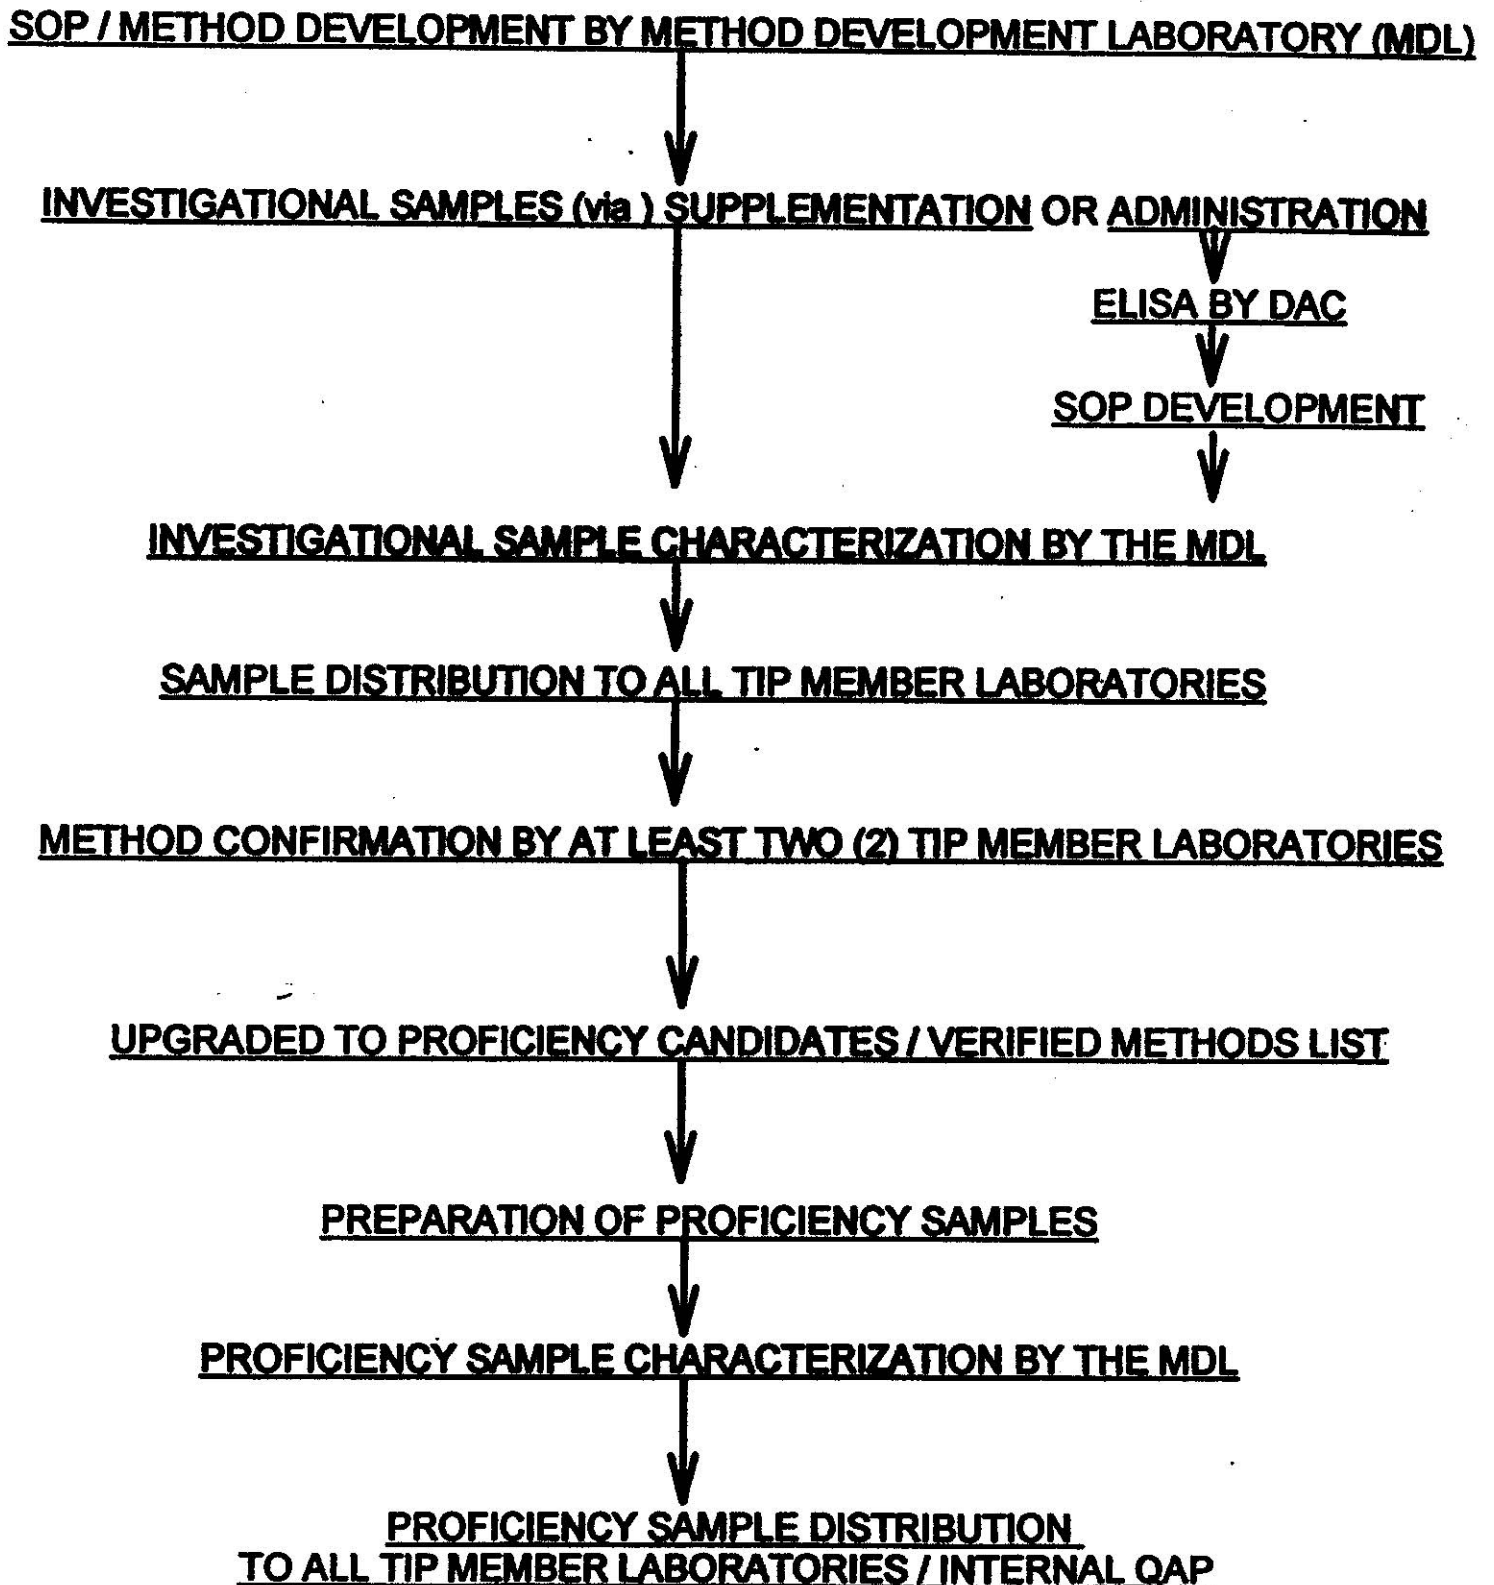 SOP / METHOD DEVELOPMENT BY METHOD DEVELOPMENT LABORATORY (MDL)
INVESTIGATIONAL SAMPLES (via ) SUPPLEMENTATION OR ADMINISTRATION
ELISA BY DAC
SOP DEVELOPMENT
INVESTIGATIONAL SAMPLE CHARACTERIZATION BY THE MDL
SAMPLE DISTRIBUTION TO ALL TIP MEMBER LABORATORIES
METHOD CONFIRMATION BY AT LEAST TWO (2) TIP MEMBER LABORATORIES
UPGRADED TO PROFICIENCY CANDIDATES / VERIFIED METHODS LIST
PREPARATION OF PROFICIENCY SAMPLES
PROFICIENCY SAMPLE CHARACTERIZATION BY THE MDL
PROFICIENCY SAMPLE DISTRIBUTION
TO ALL TIP MEMBER LABORATORIES / INTERNAL QAP